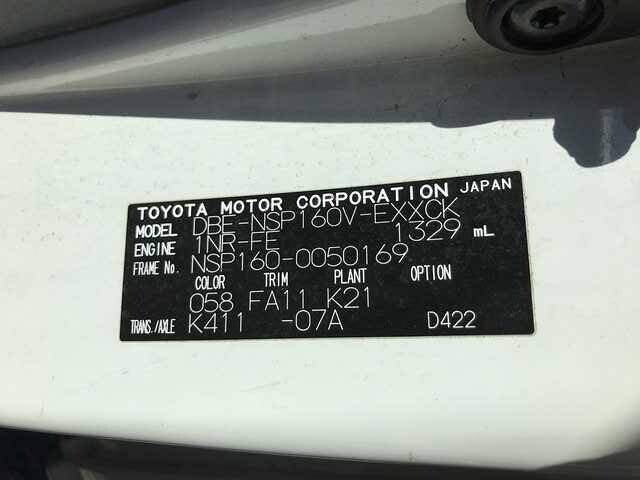 TOYOTA MOTOR CORPORATION JAPAN
MODEL DBE-NSP160V-EXXCK
ENGINE 1NR-FE 1329 mL
FRAME No. NSP160-0050169
COLOR TRIM PLANT OPTION
058 FA11 K21
TRANS./AXLE K411 -07A D422